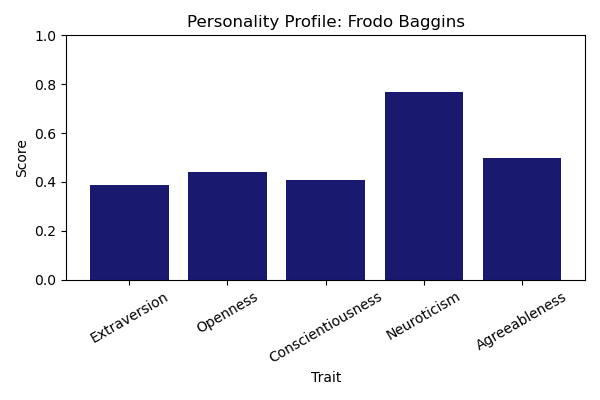 Personality Profile: Frodo Baggins
Score
1.0
0.8
0.6
0.4
0.2
0.0
Extraversion
Openness
Conscientiousness
Neuroticism
Agreeableness
Trait